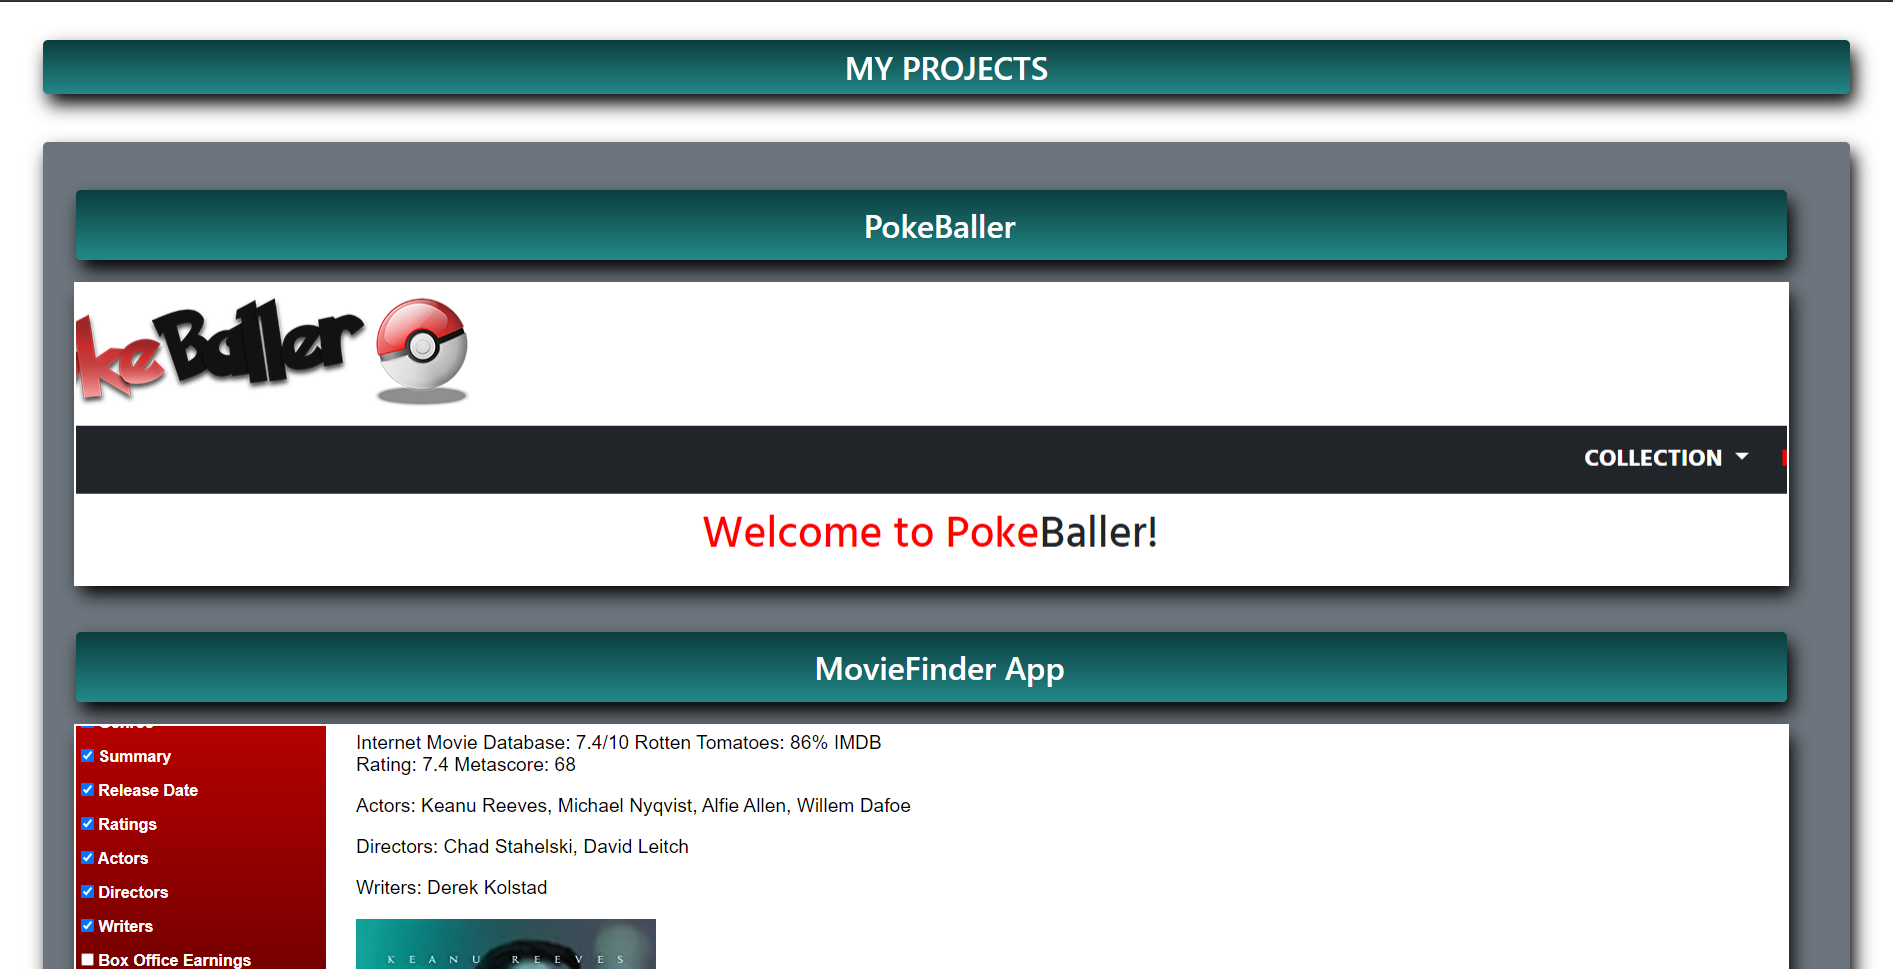 MY PROJECTS
PokeBaller
keBaller
COLLECTION
Welcome to PokeBaller!
MovieFinder App
Genres
Summary
Release Date
Ratings
Actors
Directors
Writers
Box Office Earnings
Internet Movie Database: 7.4/10 Rotten Tomatoes: 86% IMDB
Rating: 7.4 Metascore: 68
Actors: Keanu Reeves, Michael Nyqvist, Alfie Allen, Willem Dafoe
Directors: Chad Stahelski, David Leitch
Writers: Derek Kolstad
KEANU REEVES